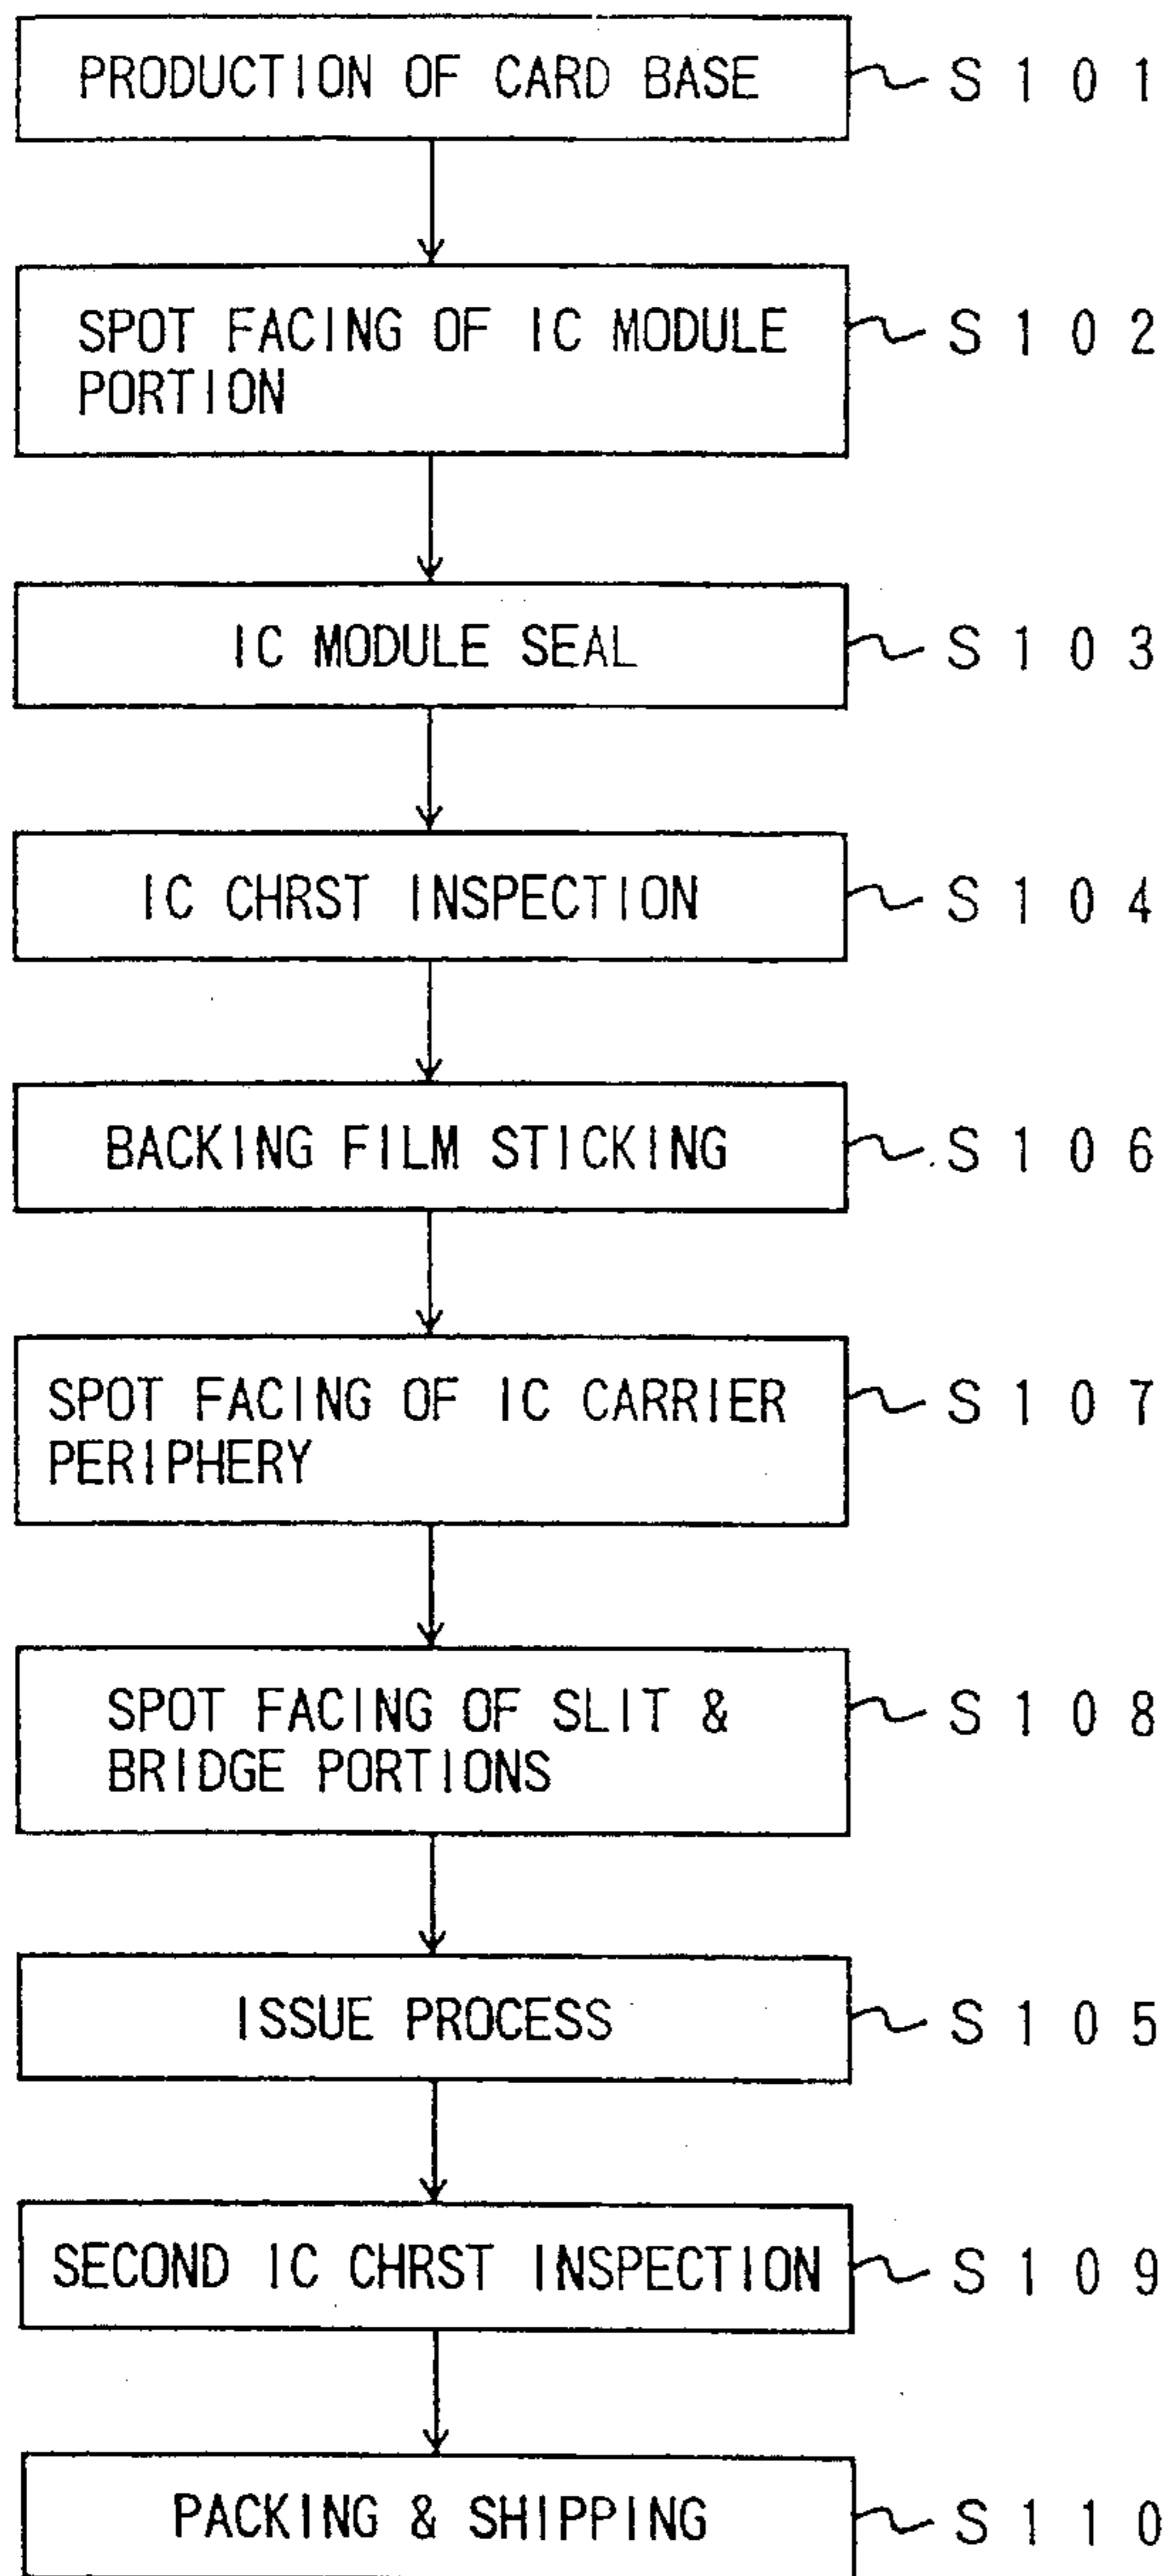 PRODUCTION OF CARD BASE S101
SPOT FACING OF IC MODULE S102
PORTION
IC MODULE SEAL S103
IC CHRST INSPECTION S104
BACKING FILM STICKING S106
SPOT FACING OF IC CARRIER S107
PERIPHERY
SPOT FACING OF SLIT & S108
BRIDGE PORTIONS
ISSUE PROCESS S105
SECOND IC CHRST INSPECTION S109
PACKING & SHIPPING S110